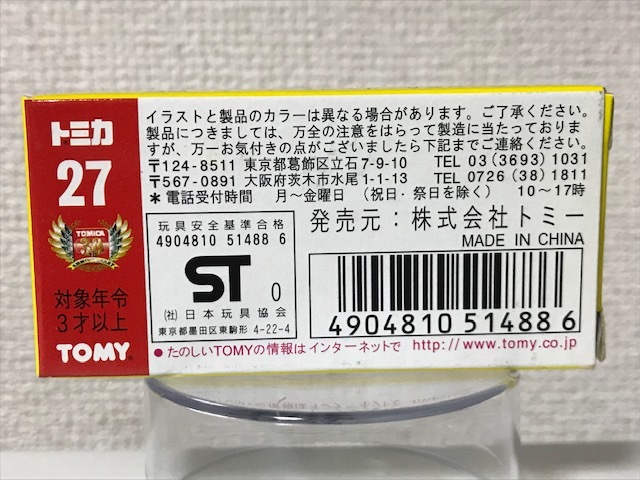 トミカ
27
TOMICA
対象年令
3才以上
TOMY
イラストと製品のカラーは異なる場合があります。ご了承ください。
製品につきましては、万全の注意をはらって製造に当たっておりま
すが、万一お気付きの点がございましたら下記までご連絡ください。
〒124-8511 東京都葛飾区立石7-9-10 TEL 03(3693)1031
〒567-0891 大阪府茨木市水尾1-1-13 TEL 0726(38)1811
＊電話受付時間 月〜金曜日 (祝日・祭日を除く) 10〜17時
玩具安全基準合格
4904810 51488 6
ST 0
(社)日本玩具協会
東京都墨田区東駒形 4-22-4
発売元：株式会社トミー
MADE IN CHINA
4904810514886
●たのしいTOMYの情報はインターネットで http://www.tomy.co.jp